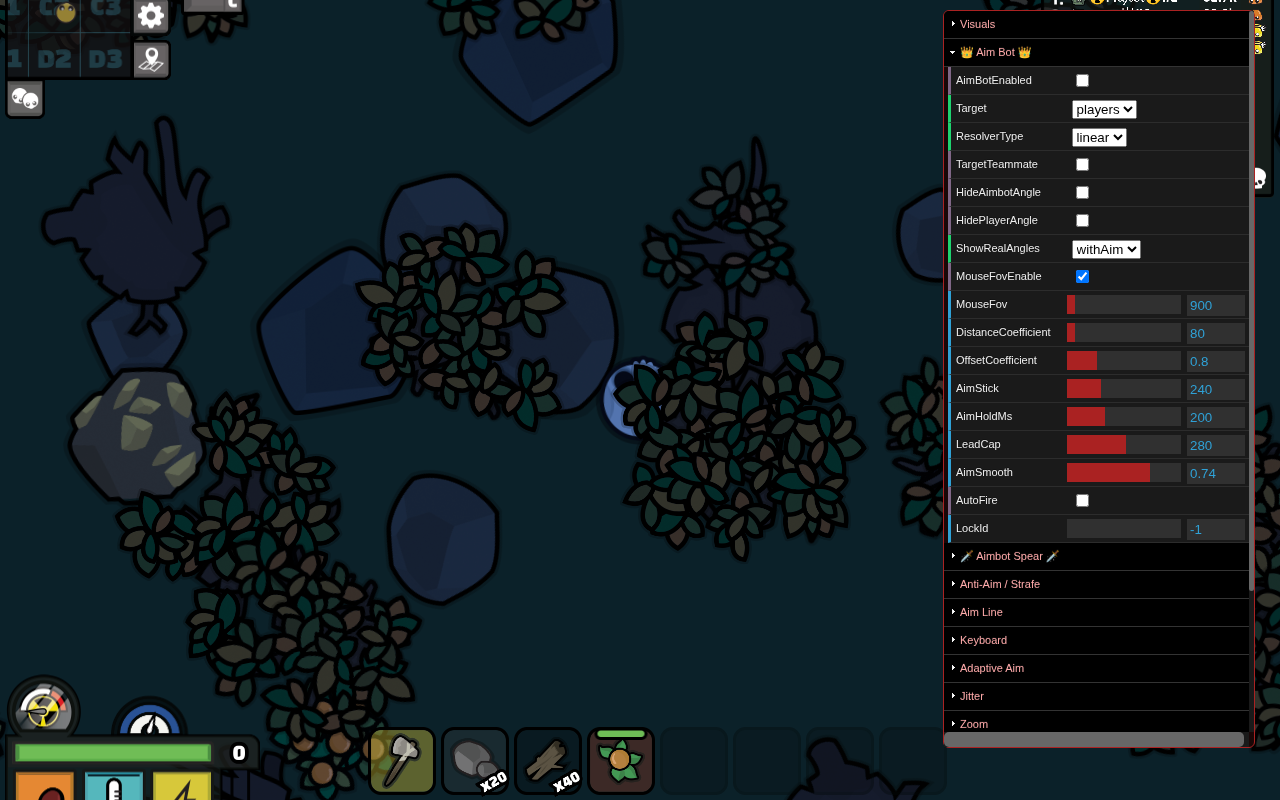 C3
1
D2
D3
Visuals
👑 Aim Bot 👑
AimBotEnabled
Target players
ResolverType linear
TargetTeammate
HideAimbotAngle
HidePlayerAngle
ShowRealAngles withAim
MouseFovEnable
MouseFov 900
DistanceCoefficient 80
OffsetCoefficient 0.8
AimStick 240
AimHoldMs 200
LeadCap 280
AimSmooth 0.74
AutoFire
LockId -1
🗡️ Aimbot Spear 🗡️
Anti-Aim / Strafe
Aim Line
Keyboard
Adaptive Aim
Jitter
Zoom
0
X20
X40